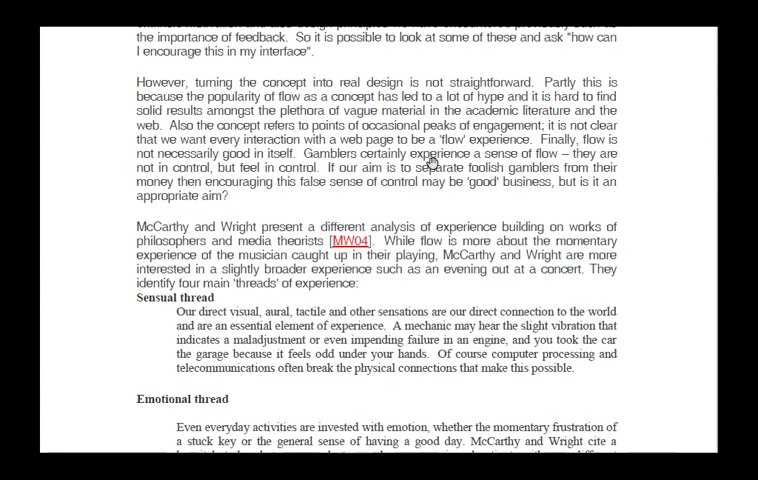 the importance of feedback. So it is possible to look at some of these and ask "how can
I encourage this in my interface".
However, turning the concept into real design is not straightforward. Partly this is
because the popularity of flow as a concept has led to a lot of hype and it is hard to find
solid results amongst the plethora of vague material in the academic literature and the
web. Also the concept refers to points of occasional peaks of engagement; it is not clear
that we want every interaction with a web page to be a 'flow' experience. Finally, flow is
not necessarily good in itself. Gamblers certainly experience a sense of flow – they are
not in control, but feel in control. If our aim is to separate foolish gamblers from their
money then encouraging this false sense of control may be 'good' business, but is it an
appropriate aim?
McCarthy and Wright present a different analysis of experience building on works of
philosophers and media theorists [MW04]. While flow is more about the momentary
experience of the musician caught up in their playing, McCarthy and Wright are more
interested in a slightly broader experience such as an evening out at a concert. They
identify four main 'threads' of experience:
Sensual thread
Our direct visual, aural, tactile and other sensations are our direct connection to the world
and are an essential element of experience. A mechanic may hear the slight vibration that
indicates a maladjustment or even impending failure in an engine, and you took the car
the garage because it feels odd under your hands. Of course computer processing and
telecommunications often break the physical connections that make this possible.
Emotional thread
Even everyday activities are invested with emotion, whether the momentary frustration of
a stuck key or the general sense of having a good day. McCarthy and Wright cite a